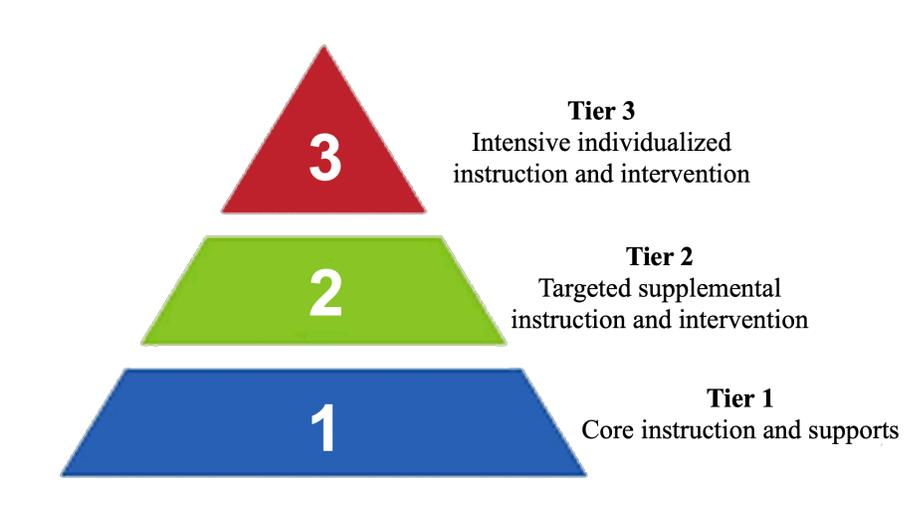 3
Tier 3
Intensive individualized
instruction and intervention
2
Tier 2
Targeted supplemental
instruction and intervention
1
Tier 1
Core instruction and supports